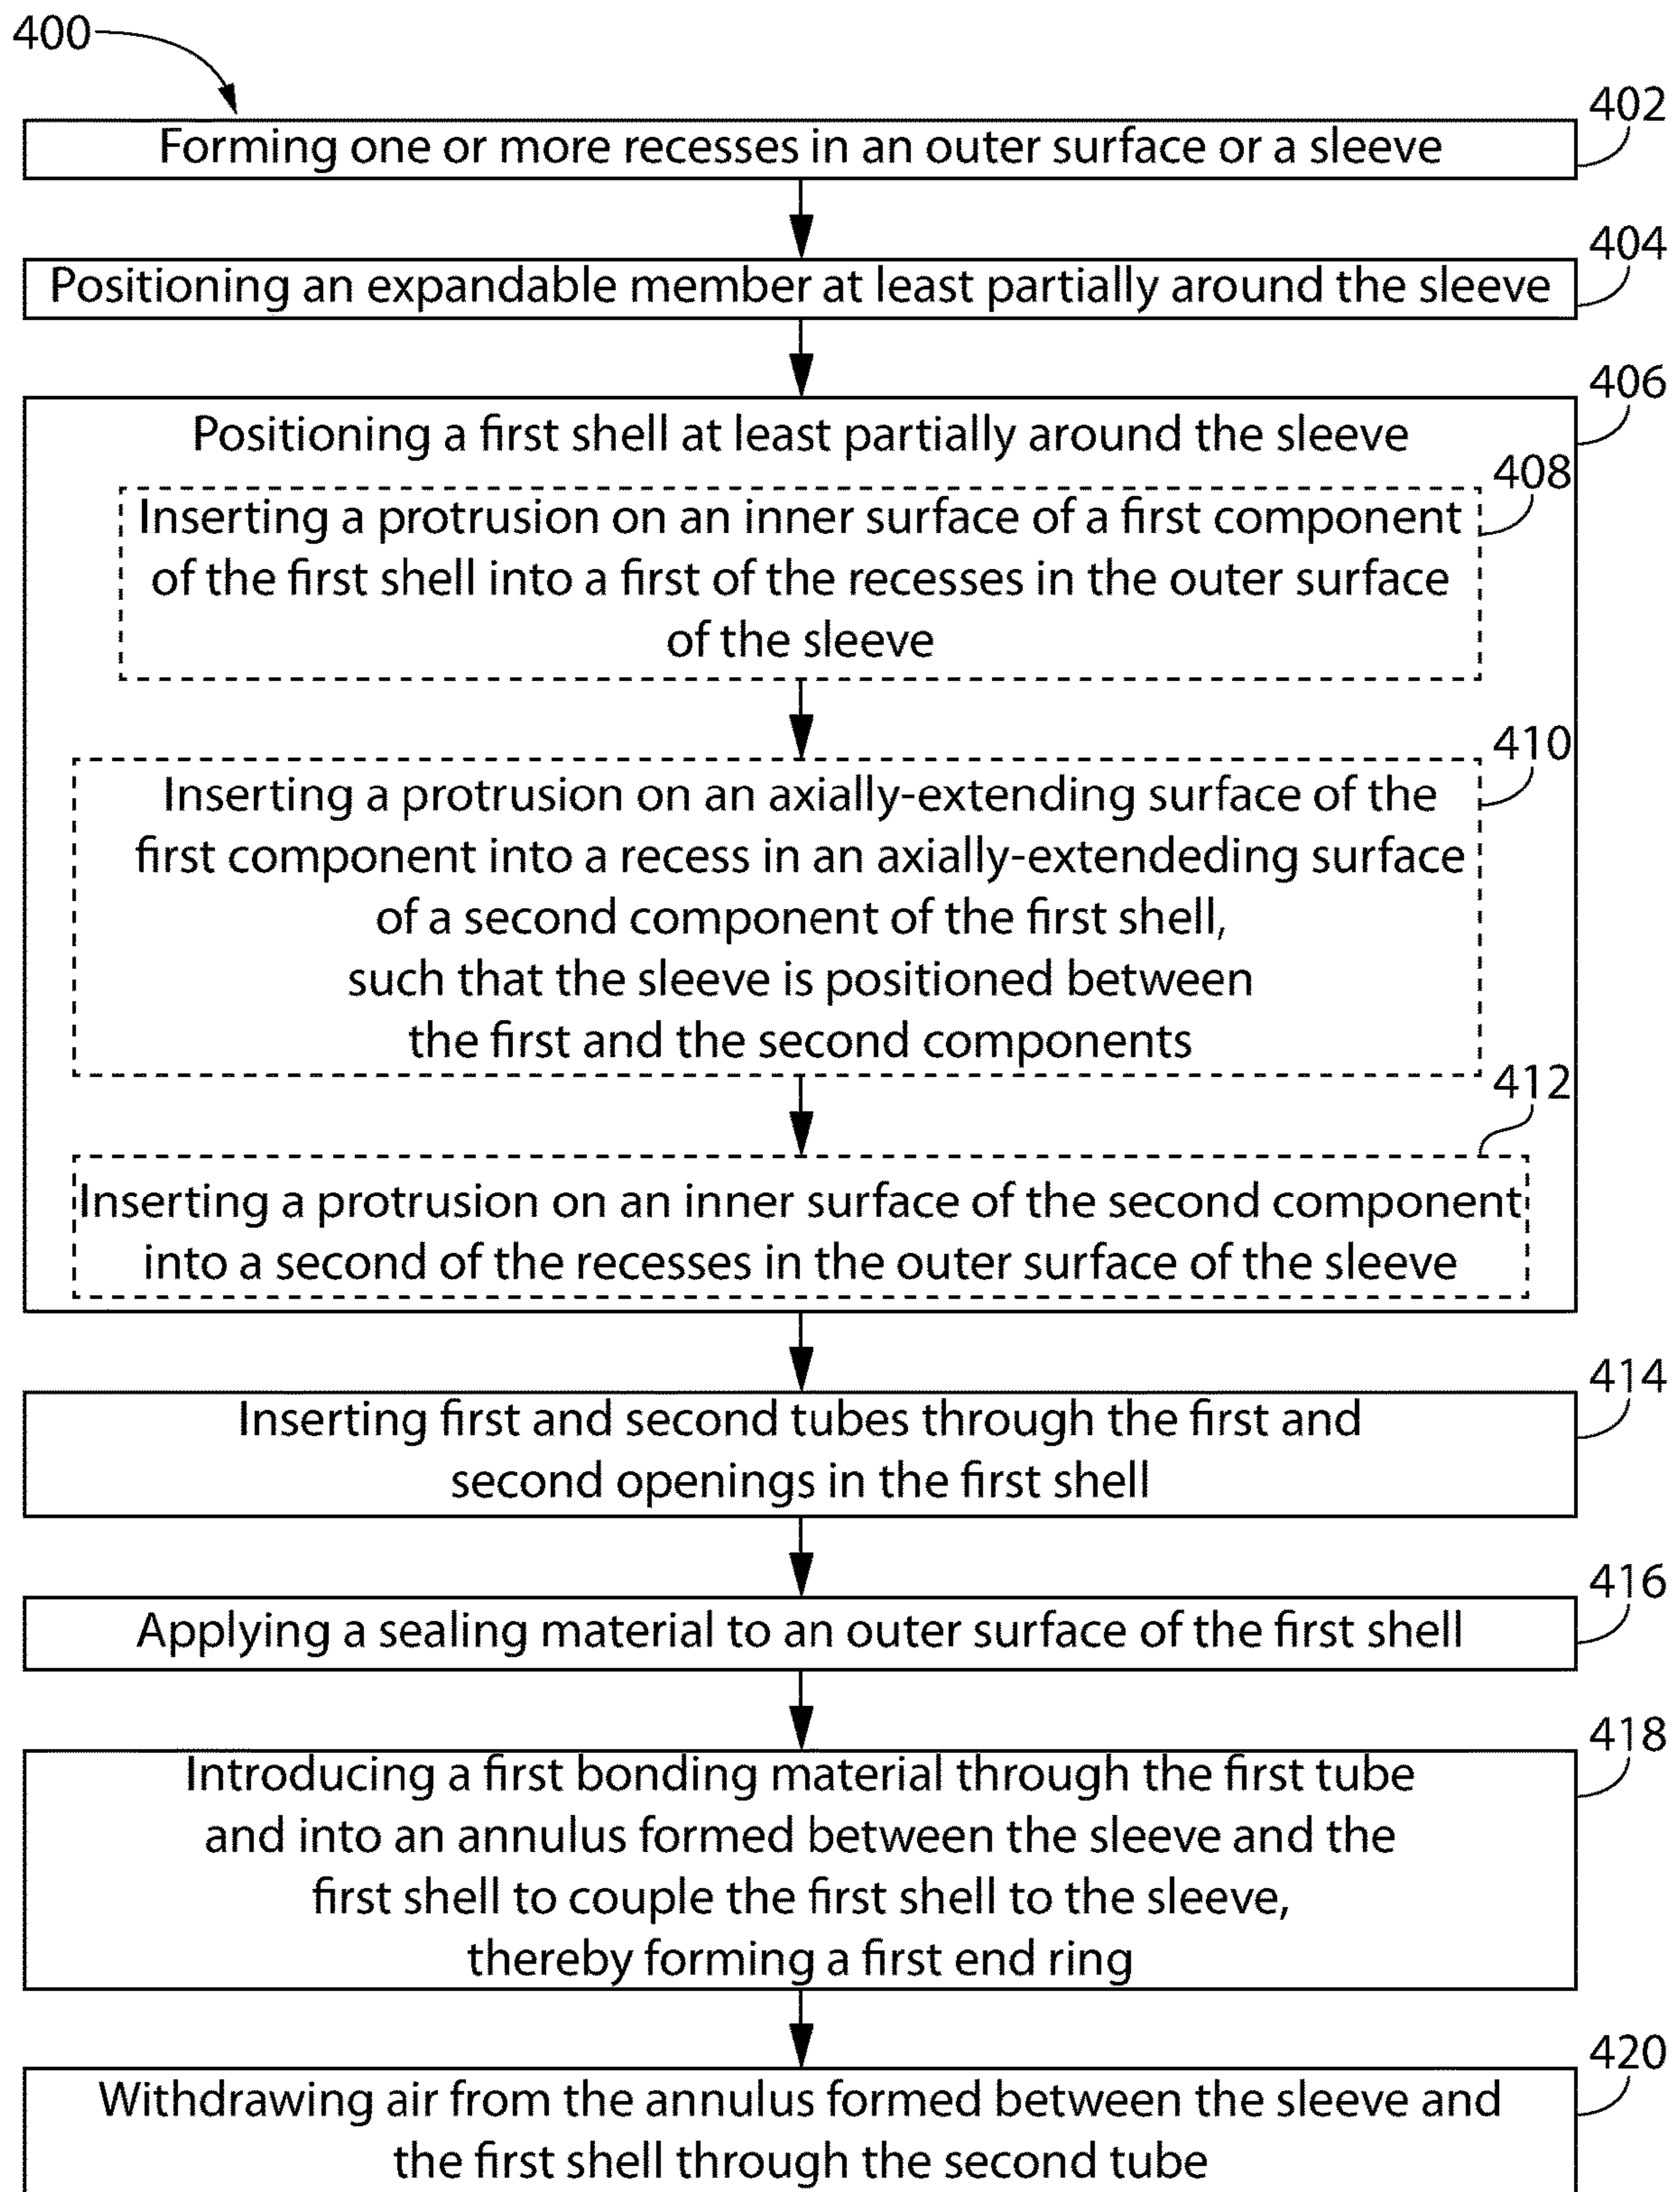 400
402
Forming one or more recesses in an outer surface or a sleeve
404
Positioning an expandable member at least partially around the sleeve
406
Positioning a first shell at least partially around the sleeve
408
Inserting a protrusion on an inner surface of a first component
of the first shell into a first of the recesses in the outer surface
of the sleeve
410
Inserting a protrusion on an axially-extending surface of the
first component into a recess in an axially-extendeding surface
of a second component of the first shell,
such that the sleeve is positioned between
the first and the second components
412
Inserting a protrusion on an inner surface of the second component
into a second of the recesses in the outer surface of the sleeve
414
Inserting first and second tubes through the first and
second openings in the first shell
416
Applying a sealing material to an outer surface of the first shell
418
Introducing a first bonding material through the first tube
and into an annulus formed between the sleeve and the
first shell to couple the first shell to the sleeve,
thereby forming a first end ring
420
Withdrawing air from the annulus formed between the sleeve and
the first shell through the second tube